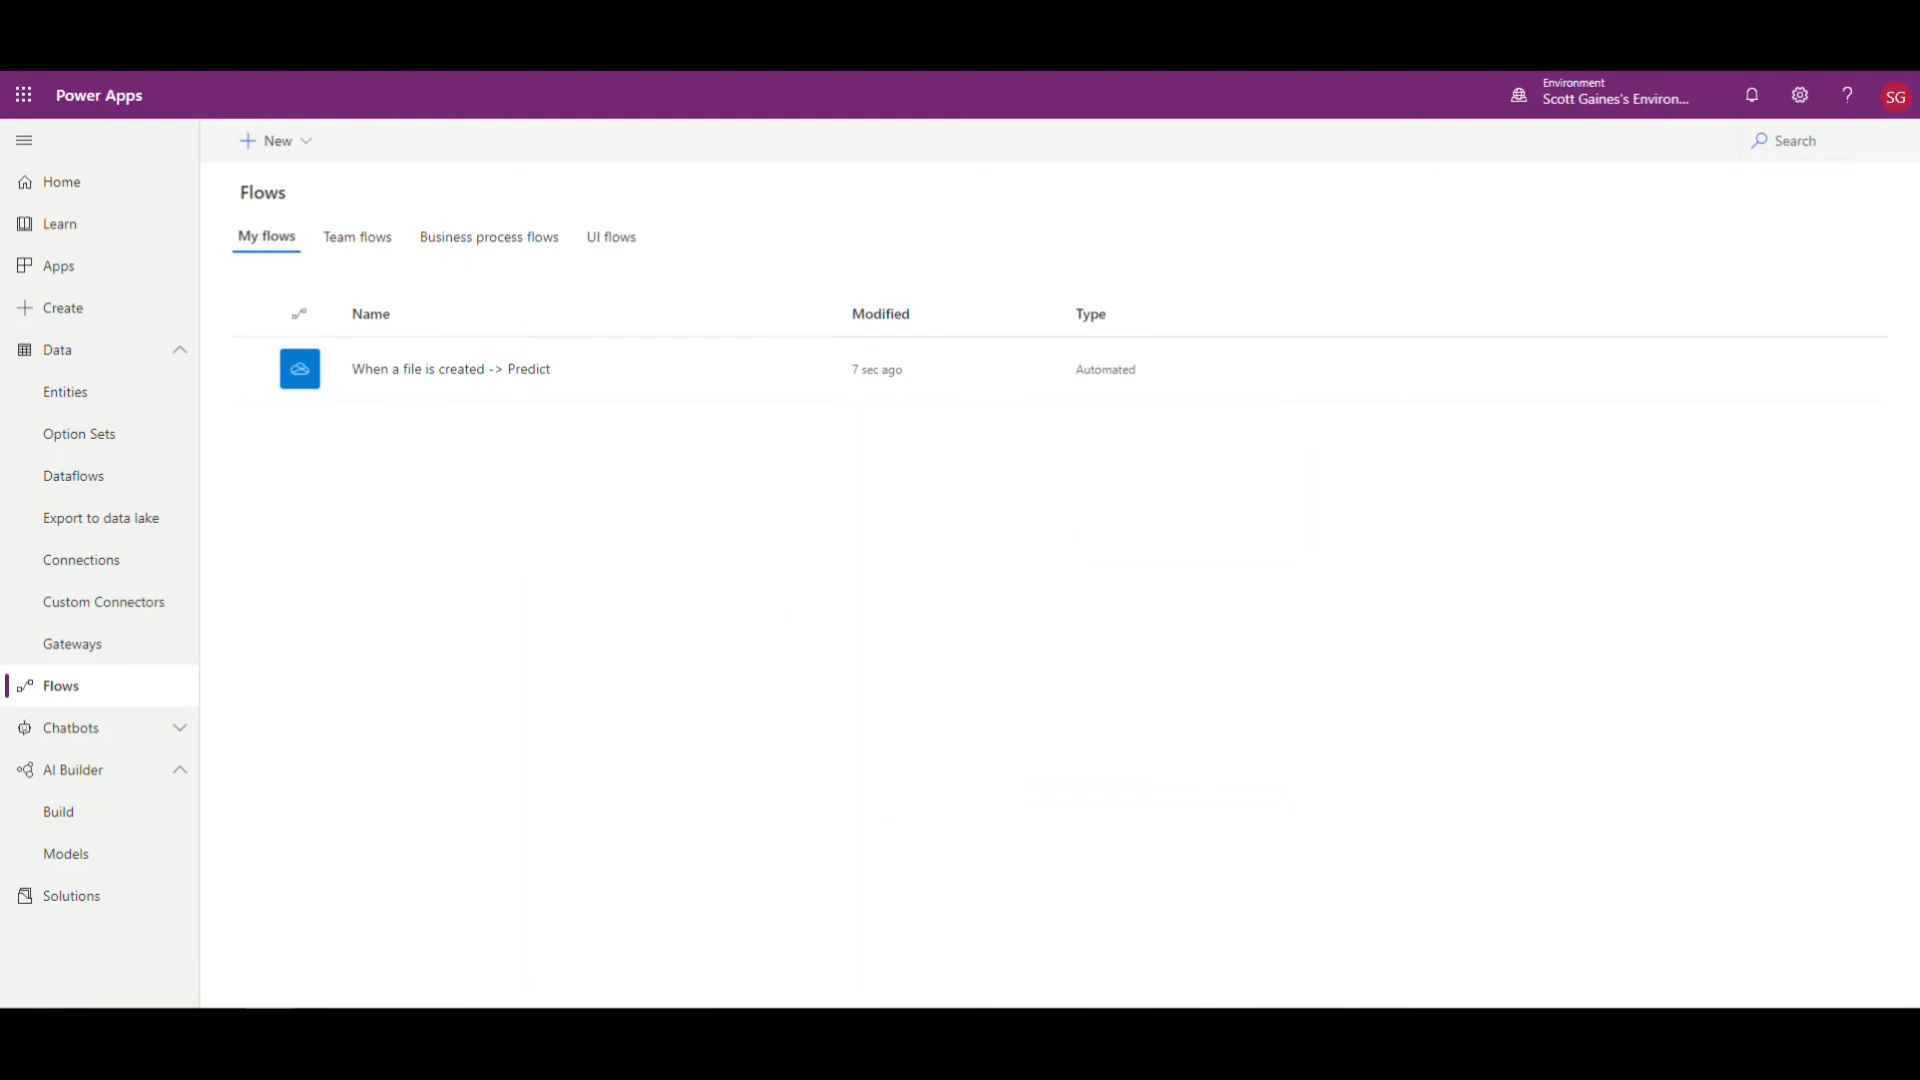 Power Apps
Environment
Scott Gaines's Environ...
?
SG
New
Search
Home
Learn
Apps
Create
Data
Entities
Option Sets
Dataflows
Export to data lake
Connections
Custom Connectors
Gateways
Flows
Chatbots
AI Builder
Build
Models
Solutions
Flows
My flows Team flows Business process flows UI flows
Name Modified Type
When a file is created -> Predict 7 sec ago Automated